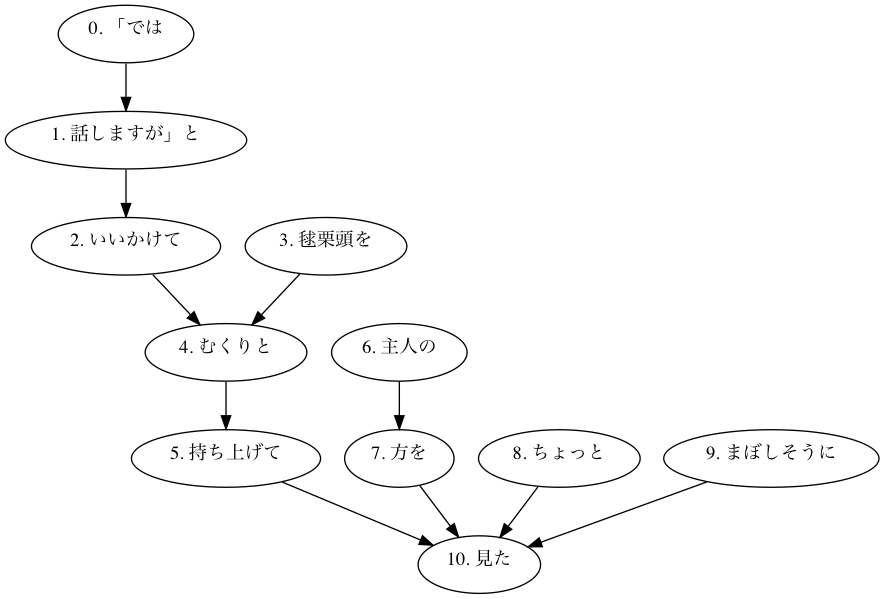 0. 「では
1. 話しますが」と
2. いいかけて
3. 毬栗頭を
4. むくりと
6. 主人の
5. 持ち上げて
7. 方を
8. ちょっと
9. まぼしそうに
10. 見た